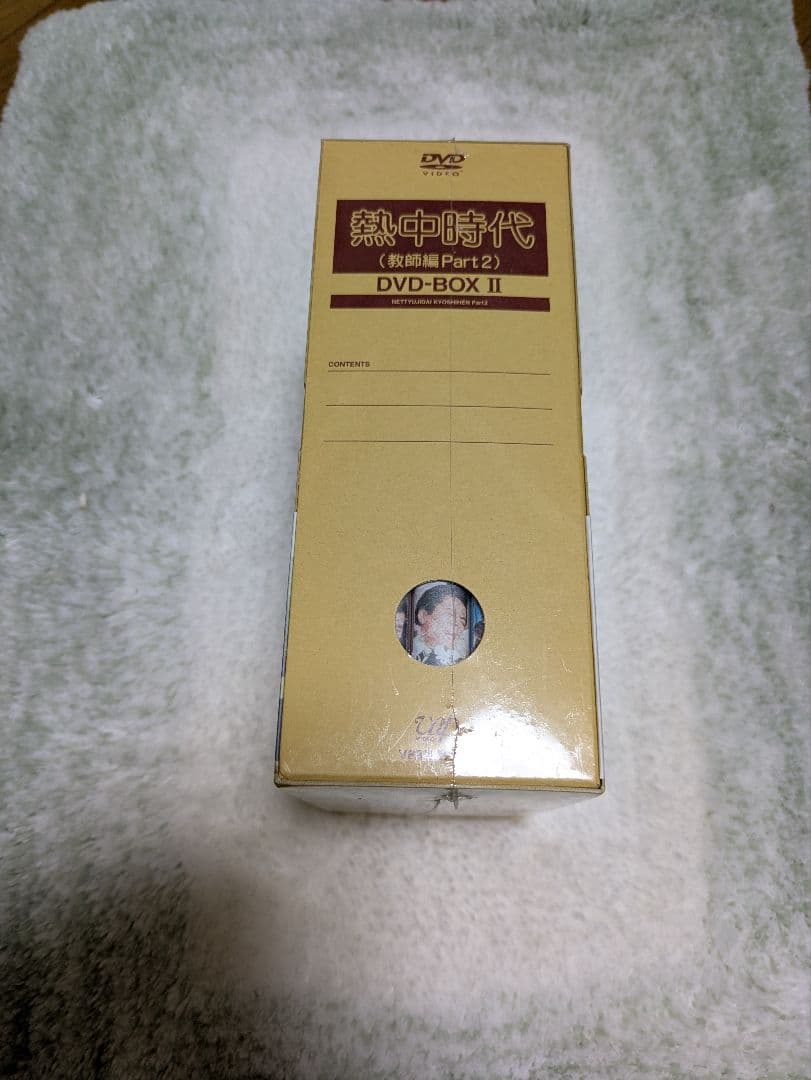 DVD
VIDEO
熱中時代
(教師編Part2)
DVD-BOX II
NETTYUJIDAI KYOSHIHEN Part2
CONTENTS
VAP